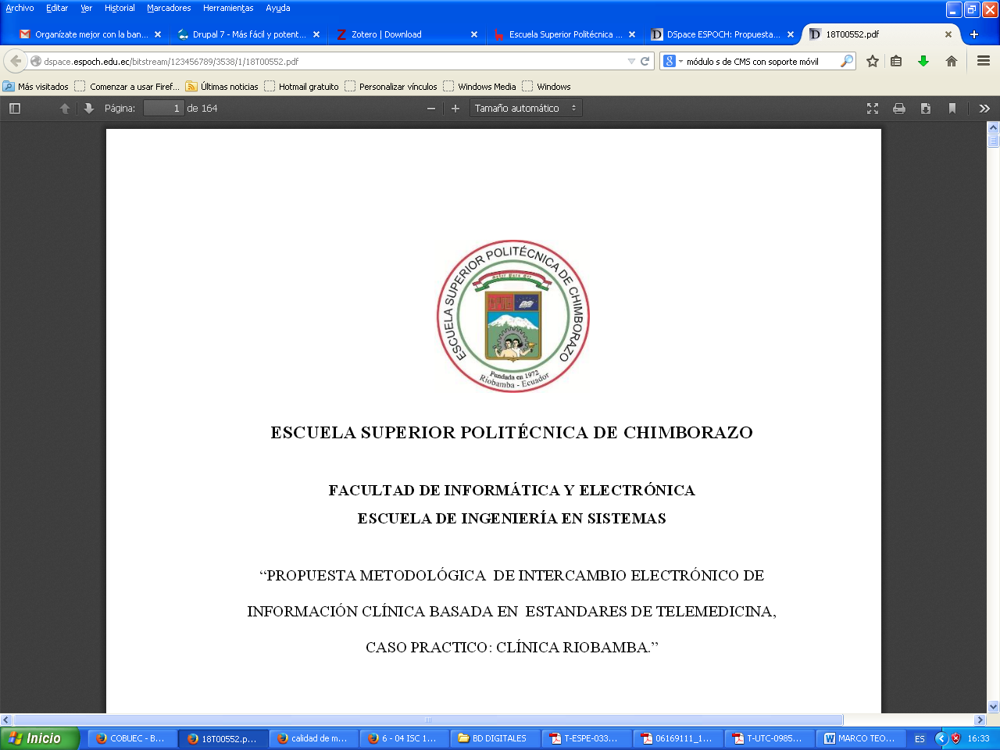 Archivo Editar Ver Historial Marcadores Herramientas Ayuda
Organízate mejor con la ban... Drupal 7 - Más fácil y potent... Zotero | Download Escuela Superior Politécnica ... DSpace ESPOCH: Propuesta... 18T00552.pdf
dspace.espoch.edu.ec/bitstream/123456789/3538/1/18T00552.pdf módulo s de CMS con soporte móvil
Más visitados Comenzar a usar Firef... Últimas noticias Hotmail gratuito Personalizar vínculos Windows Media Windows
Página: 1 de 164 Tamaño automático
ESCUELA SUPERIOR POLITÉCNICA DE CHIMBORAZO
Fundada en 1972
Riobamba - Ecuador
ESCUELA SUPERIOR POLITÉCNICA DE CHIMBORAZO
FACULTAD DE INFORMÁTICA Y ELECTRÓNICA
ESCUELA DE INGENIERÍA EN SISTEMAS
“PROPUESTA METODOLÓGICA DE INTERCAMBIO ELECTRÓNICO DE
INFORMACIÓN CLÍNICA BASADA EN ESTANDARES DE TELEMEDICINA,
CASO PRACTICO: CLÍNICA RIOBAMBA.”
Inicio COBUEC - B... 18T00552.p... calidad de m... 6 - 04 ISC 1... BD DIGITALES T-ESPE-033... 06169111_1... T-UTC-0985... MARCO TEO... ES 16:33